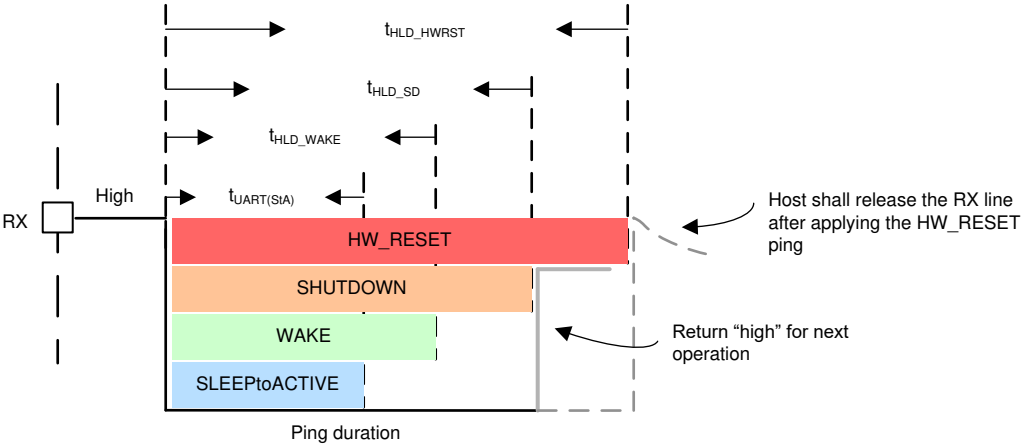 tHLD_HWRST
tHLD_SD
tHLD_WAKE
High
tUART(StA)
RX
Host shall release the RX line
after applying the HW_RESET
ping
HW_RESET
SHUTDOWN
WAKE
Return “high” for next
operation
SLEEPtoACTIVE
Ping duration